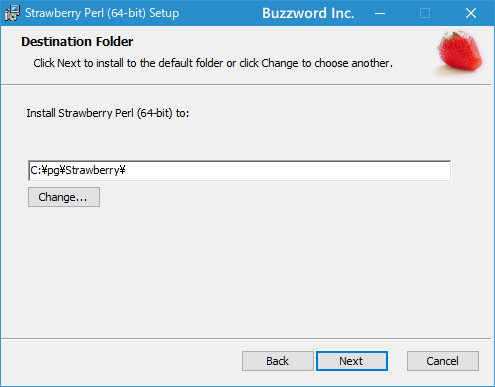 Strawberry Perl (64-bit) Setup Buzzword Inc.
Destination Folder
Click Next to install to the default folder or click Change to choose another.
Install Strawberry Perl (64-bit) to:
C:¥pg¥Strawberry¥
Change...
Back Next Cancel